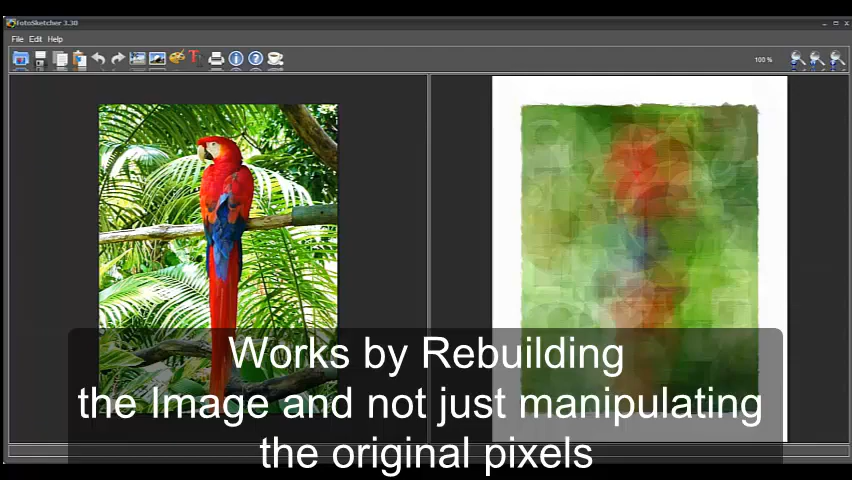 FotoSketcher 3.30
File Edit Help
100 %
Works by Rebuilding
the Image and not just manipulating
the original pixels